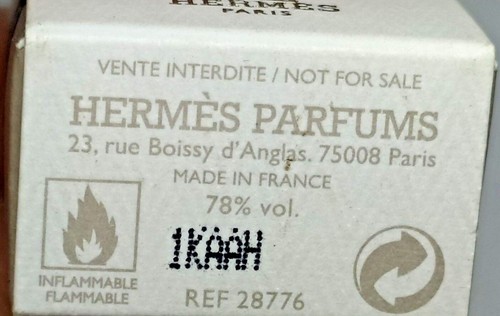 HERMÈS
PARIS
VENTE INTERDITE / NOT FOR SALE
HERMÈS PARFUMS
23, rue Boissy d'Anglas. 75008 Paris
MADE IN FRANCE
78% vol.
1KAAH
INFLAMMABLE
FLAMMABLE
REF 28776